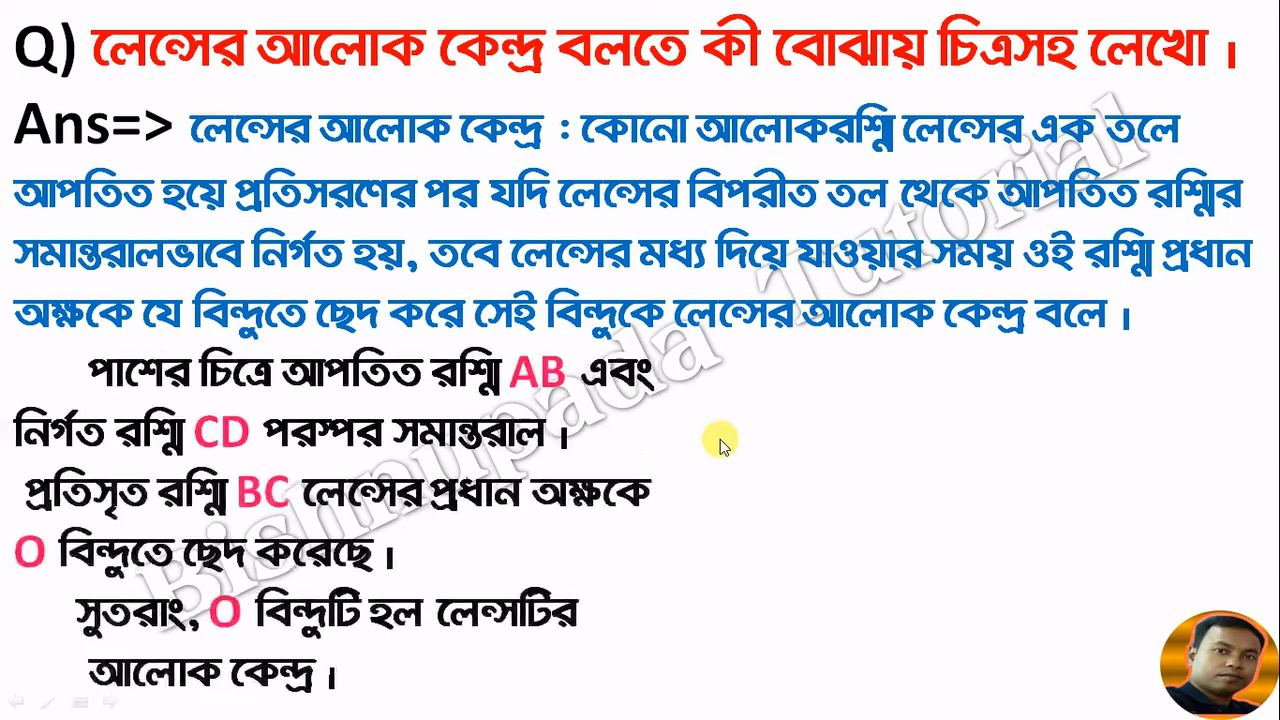 Q) লেন্সের আলোক কেন্দ্র বলতে কী বোঝায় চিত্রসহ লেখো ।
Ans=> লেন্সের আলোক কেন্দ্র : কোনো আলোকরশ্মি লেন্সের এক তলে
আপতিত হয়ে প্রতিসরণের পর যদি লেন্সের বিপরীত তল থেকে আপতিত রশ্মির
সমান্তরালভাবে নির্গত হয়, তবে লেন্সের মধ্য দিয়ে যাওয়ার সময় ওই রশ্মি প্রধান
অক্ষকে যে বিন্দুতে ছেদ করে সেই বিন্দুকে লেন্সের আলোক কেন্দ্র বলে ।
পাশের চিত্রে আপতিত রশ্মি AB এবং
নির্গত রশ্মি CD পরস্পর সমান্তরাল ।
প্রতিসৃত রশ্মি BC লেন্সের প্রধান অক্ষকে
O বিন্দুতে ছেদ করেছে ।
সুতরাং, O বিন্দুটি হল লেন্সটির
আলোক কেন্দ্র ।
Bishnupada Tutorial